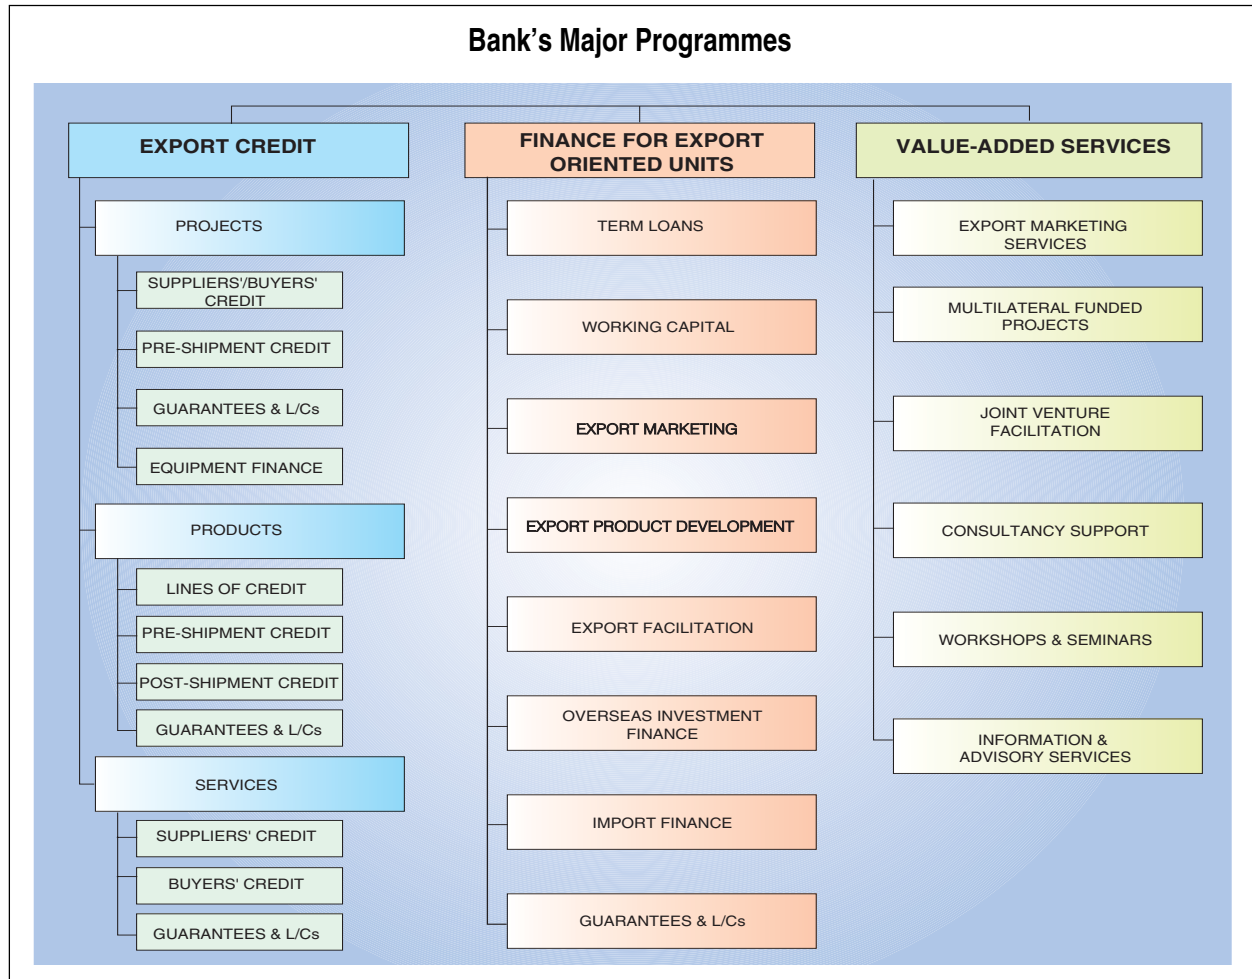 Bank's Major Programmes
EXPORT CREDIT
PROJECTS
SUPPLIERS'/BUYERS'
CREDIT
PRE-SHIPMENT CREDIT
GUARANTEES & L/Cs
EQUIPMENT FINANCE
PRODUCTS
LINES OF CREDIT
PRE-SHIPMENT CREDIT
POST-SHIPMENT CREDIT
GUARANTEES & L/Cs
SERVICES
SUPPLIERS' CREDIT
BUYERS' CREDIT
GUARANTEES & L/Cs
FINANCE FOR EXPORT
ORIENTED UNITS
TERM LOANS
WORKING CAPITAL
EXPORT MARKETING
EXPORT PRODUCT DEVELOPMENT
EXPORT FACILITATION
OVERSEAS INVESTMENT
FINANCE
IMPORT FINANCE
GUARANTEES & L/Cs
VALUE-ADDED SERVICES
EXPORT MARKETING
SERVICES
MULTILATERAL FUNDED
PROJECTS
JOINT VENTURE
FACILITATION
CONSULTANCY SUPPORT
WORKSHOPS & SEMINARS
INFORMATION &
ADVISORY SERVICES